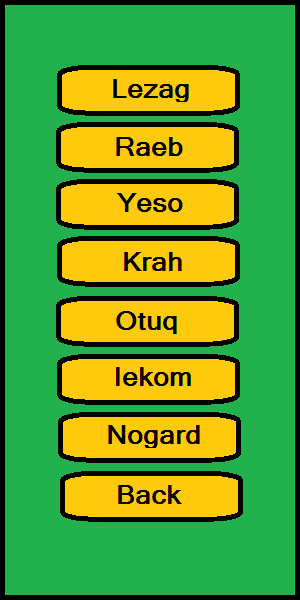 Lezag
Raeb
Yeso
Krah
Otuq
Iekom
Nogard
Back